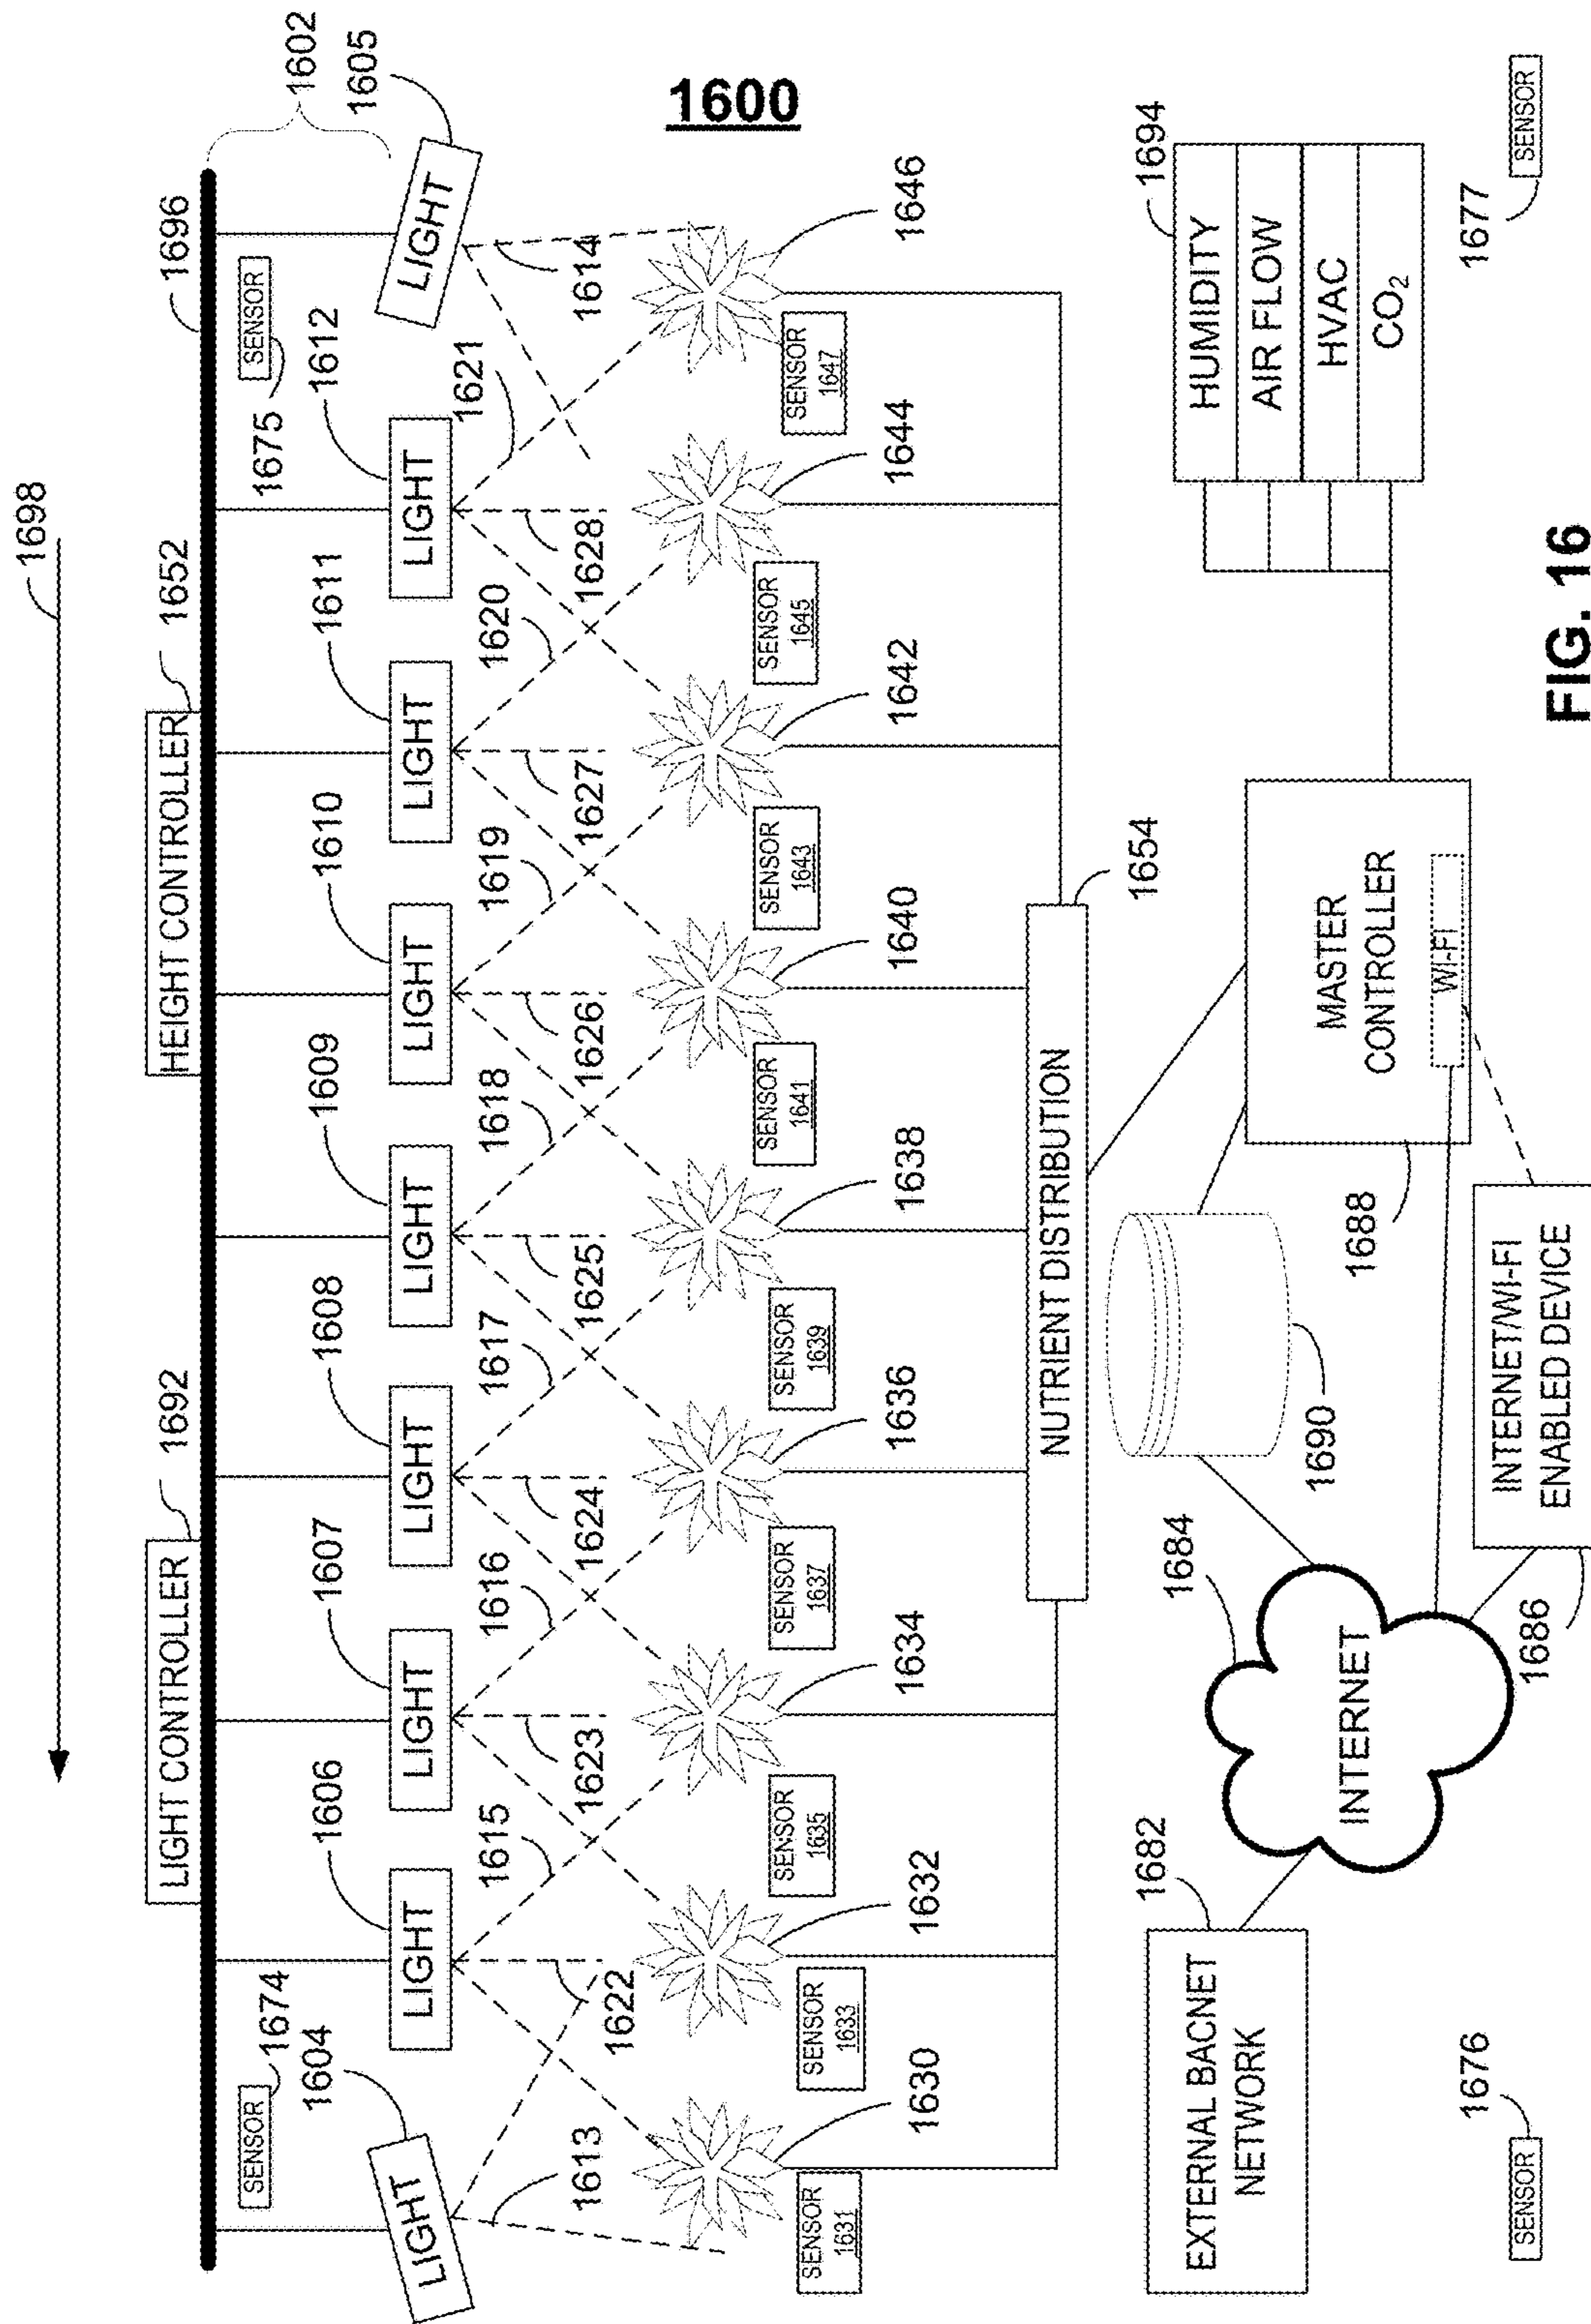 1698
LIGHT CONTROLLER
1692
HEIGHT CONTROLLER
1652
1696
1602
1605
SENSOR
1674
1604
SENSOR
1675
1606
1607
1608
1609
1610
1611
1612
LIGHT
LIGHT
LIGHT
LIGHT
LIGHT
LIGHT
LIGHT
LIGHT
LIGHT
1613
1622
1615
1623
1616
1624
1617
1625
1618
1626
1619
1627
1620
1628
1621
1614
1600
SENSOR
1631
SENSOR
1633
SENSOR
1635
SENSOR
1637
SENSOR
1639
SENSOR
1641
SENSOR
1643
SENSOR
1645
SENSOR
1647
1630
1632
1634
1636
1638
1640
1642
1644
1646
NUTRIENT DISTRIBUTION
1654
EXTERNAL BACNET
NETWORK
1682
INTERNET
1684
1690
MASTER
CONTROLLER
WI-FI
1688
HUMIDITY
AIR FLOW
HVAC
CO₂
1694
INTERNET/WI-FI
ENABLED DEVICE
1686
SENSOR
1676
SENSOR
1677
FIG. 16